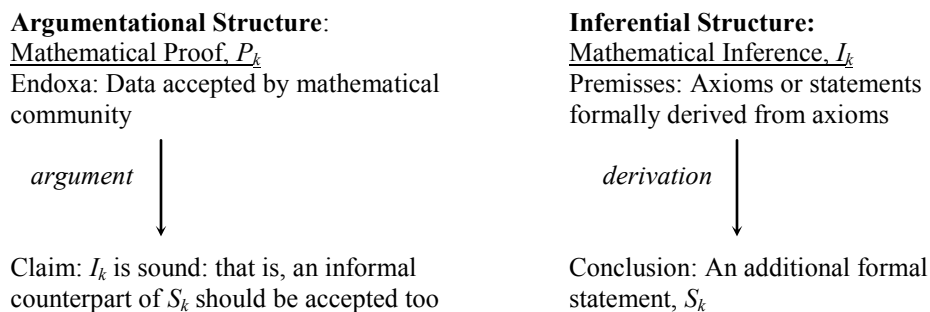 Argumentational Structure:
Mathematical Proof, Pk
Endoxa: Data accepted by mathematical
community
argument
Claim: Ik is sound: that is, an informal
counterpart of Sk should be accepted too
Inferential Structure:
Mathematical Inference, Ik
Premisses: Axioms or statements
formally derived from axioms
derivation
Conclusion: An additional formal
statement, Sk